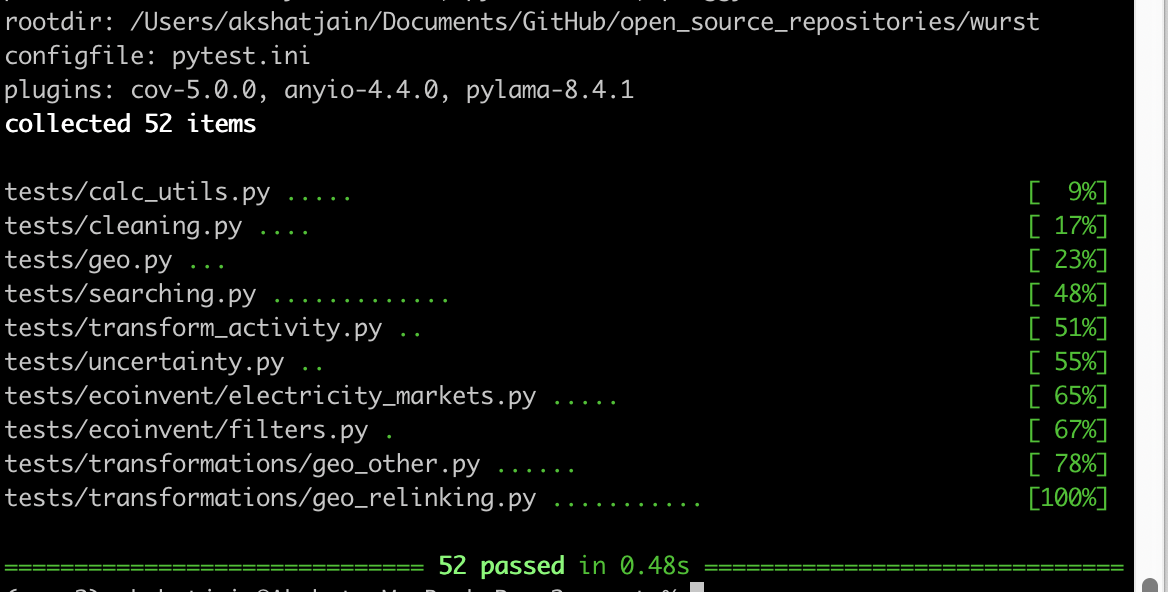 rootdir: /Users/akshatjain/Documents/GitHub/open_source_repositories/wurst
configfile: pytest.ini
plugins: cov-5.0.0, anyio-4.4.0, pylama-8.4.1
collected 52 items
tests/calc_utils.py ..... [  9%]
tests/cleaning.py .... [ 17%]
tests/geo.py ... [ 23%]
tests/searching.py ............. [ 48%]
tests/transform_activity.py .. [ 51%]
tests/uncertainty.py .. [ 55%]
tests/ecoinvent/electricity_markets.py ..... [ 65%]
tests/ecoinvent/filters.py . [ 67%]
tests/transformations/geo_other.py ...... [ 78%]
tests/transformations/geo_relinking.py ........... [100%]
============================== 52 passed in 0.48s ==============================